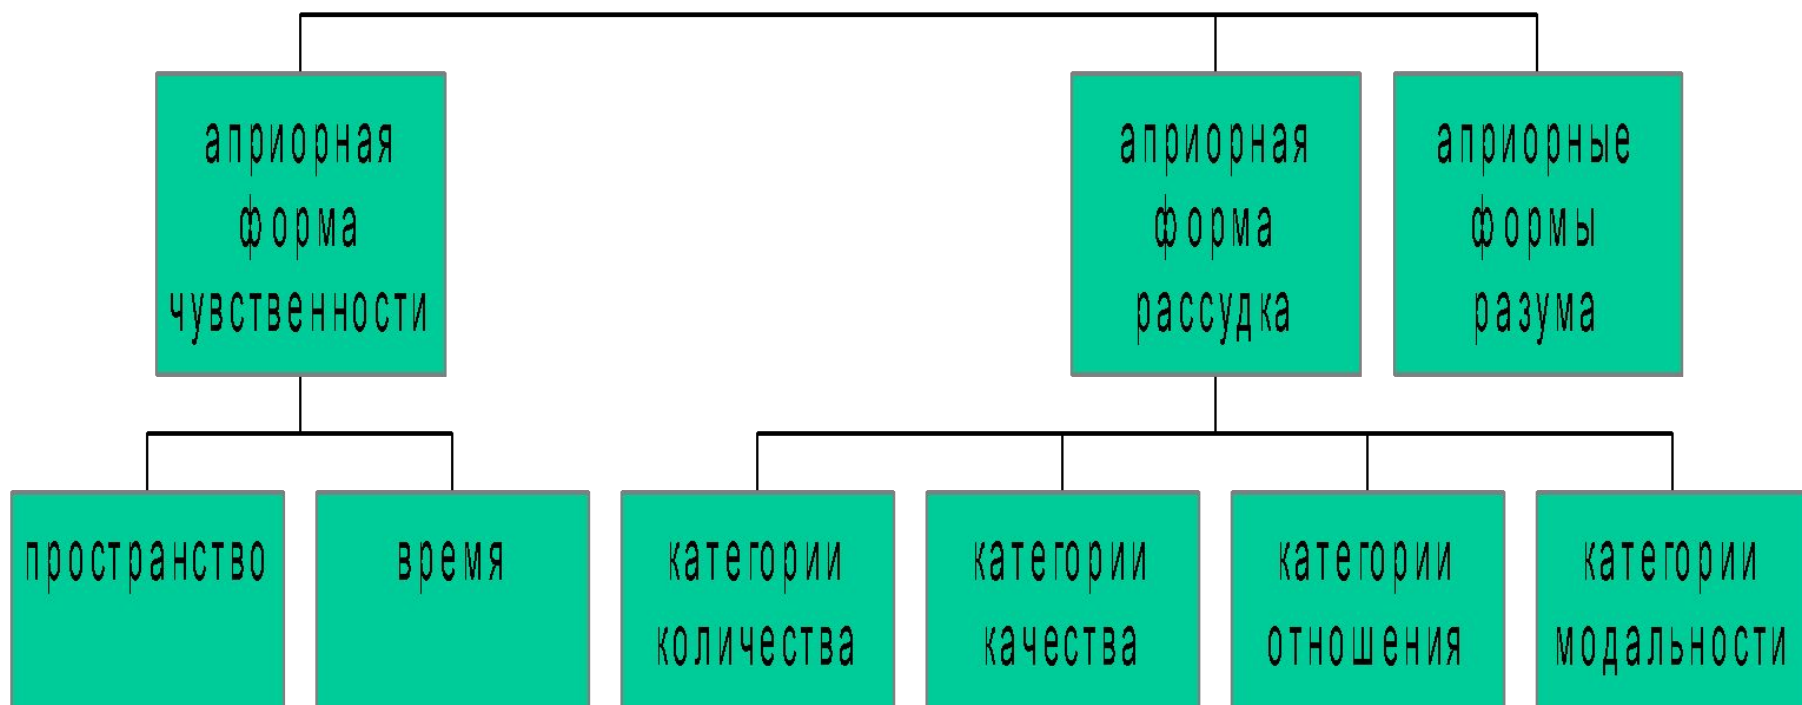 априорная
форма
чувственности
априорная
форма
рассудка
априорные
формы
разума
пространство
время
категории
количества
категории
качества
категории
отношения
категории
модальности